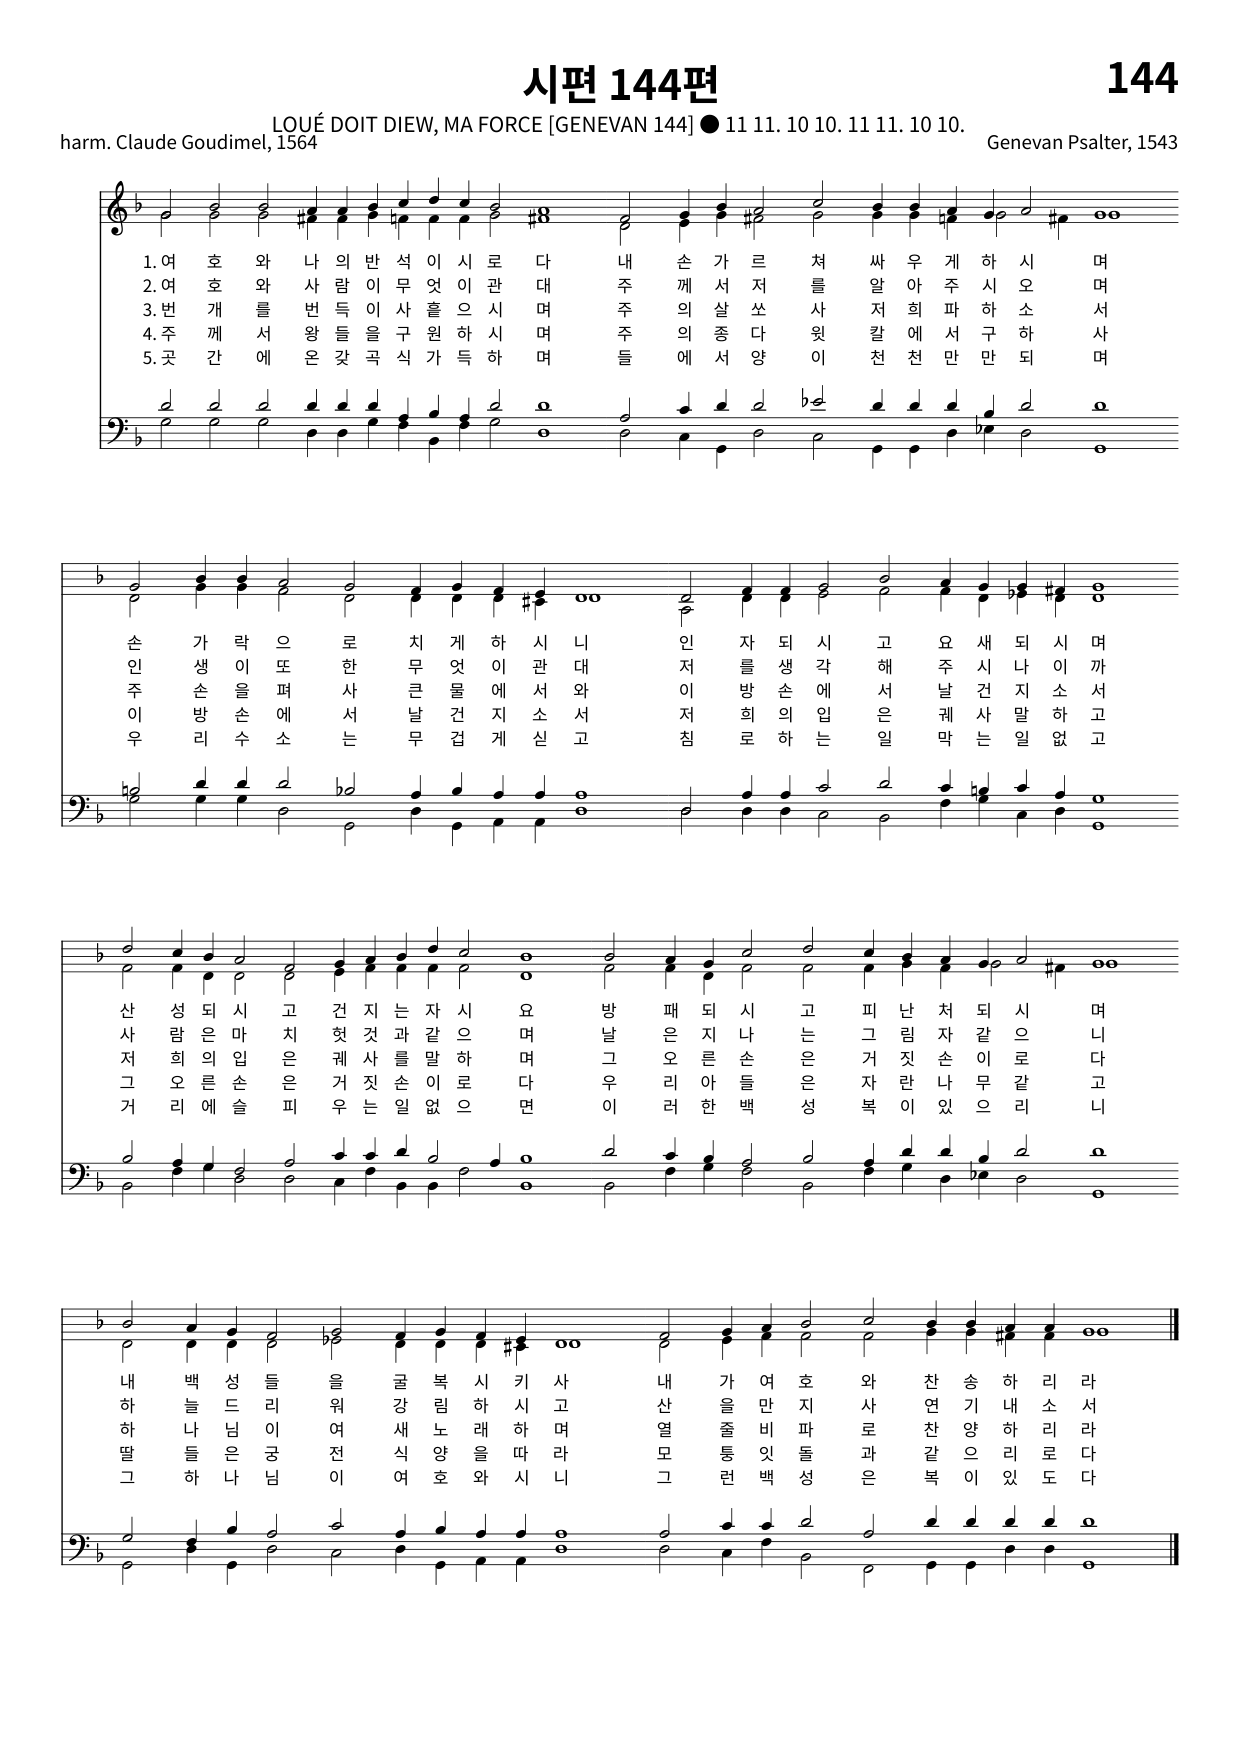 시편 144편
144
LOUÉ DOIT DIEW, MA FORCE [GENEVAN 144] ● 11 11. 10 10. 11 11. 10 10.
harm. Claude Goudimel, 1564
Genevan Psalter, 1543
1. 여 호 와 나 의 반 석 이 시 로 다 내 손 가 르 쳐 싸 우 게 하 시 며
2. 여 호 와 사 람 이 무 엇 이 관 대 주 께 서 저 를 알 아 주 시 오 며
3. 번 개 를 번 득 이 사 흩 으 시 며 주 의 살 쏘 사 저 희 파 하 소 서
4. 주 께 서 왕 들 을 구 원 하 시 며 주 의 종 다 윗 칼 에 서 구 하 사
5. 곳 간 에 온 갖 곡 식 가 득 하 며 들 에 서 양 이 천 천 만 만 되 며
손 가 락 으 로 치 게 하 시 니 인 자 되 시 고 요 새 되 시 며
인 생 이 또 한 무 엇 이 관 대 저 를 생 각 해 주 시 나 이 까
주 손 을 펴 사 큰 물 에 서 와 이 방 손 에 서 날 건 지 소 서
이 방 손 에 서 날 건 지 소 서 저 희 의 입 은 궤 사 말 하 고
우 리 수 소 는 무 겁 게 싣 고 침 로 하 는 일 막 는 일 없 고
산 성 되 시 고 건 지 는 자 시 요 방 패 되 시 고 피 난 처 되 시 며
사 람 은 마 치 헛 것 과 같 으 며 날 은 지 나 는 그 림 자 같 으 니
저 희 의 입 은 궤 사 를 말 하 며 그 오 른 손 은 거 짓 손 이 로 다
그 오 른 손 은 거 짓 손 이 로 다 우 리 아 들 은 자 란 나 무 같 고
거 리 에 슬 피 우 는 일 없 으 면 이 러 한 백 성 복 이 있 으 리 니
내 백 성 들 을 굴 복 시 키 사 내 가 여 호 와 찬 송 하 리 라
하 늘 드 리 워 강 림 하 시 고 산 을 만 지 사 연 기 내 소 서
하 나 님 이 여 새 노 래 하 며 열 줄 비 파 로 찬 양 하 리 라
딸 들 은 궁 전 식 양 을 따 라 모 퉁 잇 돌 과 같 으 리 로 다
그 하 나 님 이 여 호 와 시 니 그 런 백 성 은 복 이 있 도 다